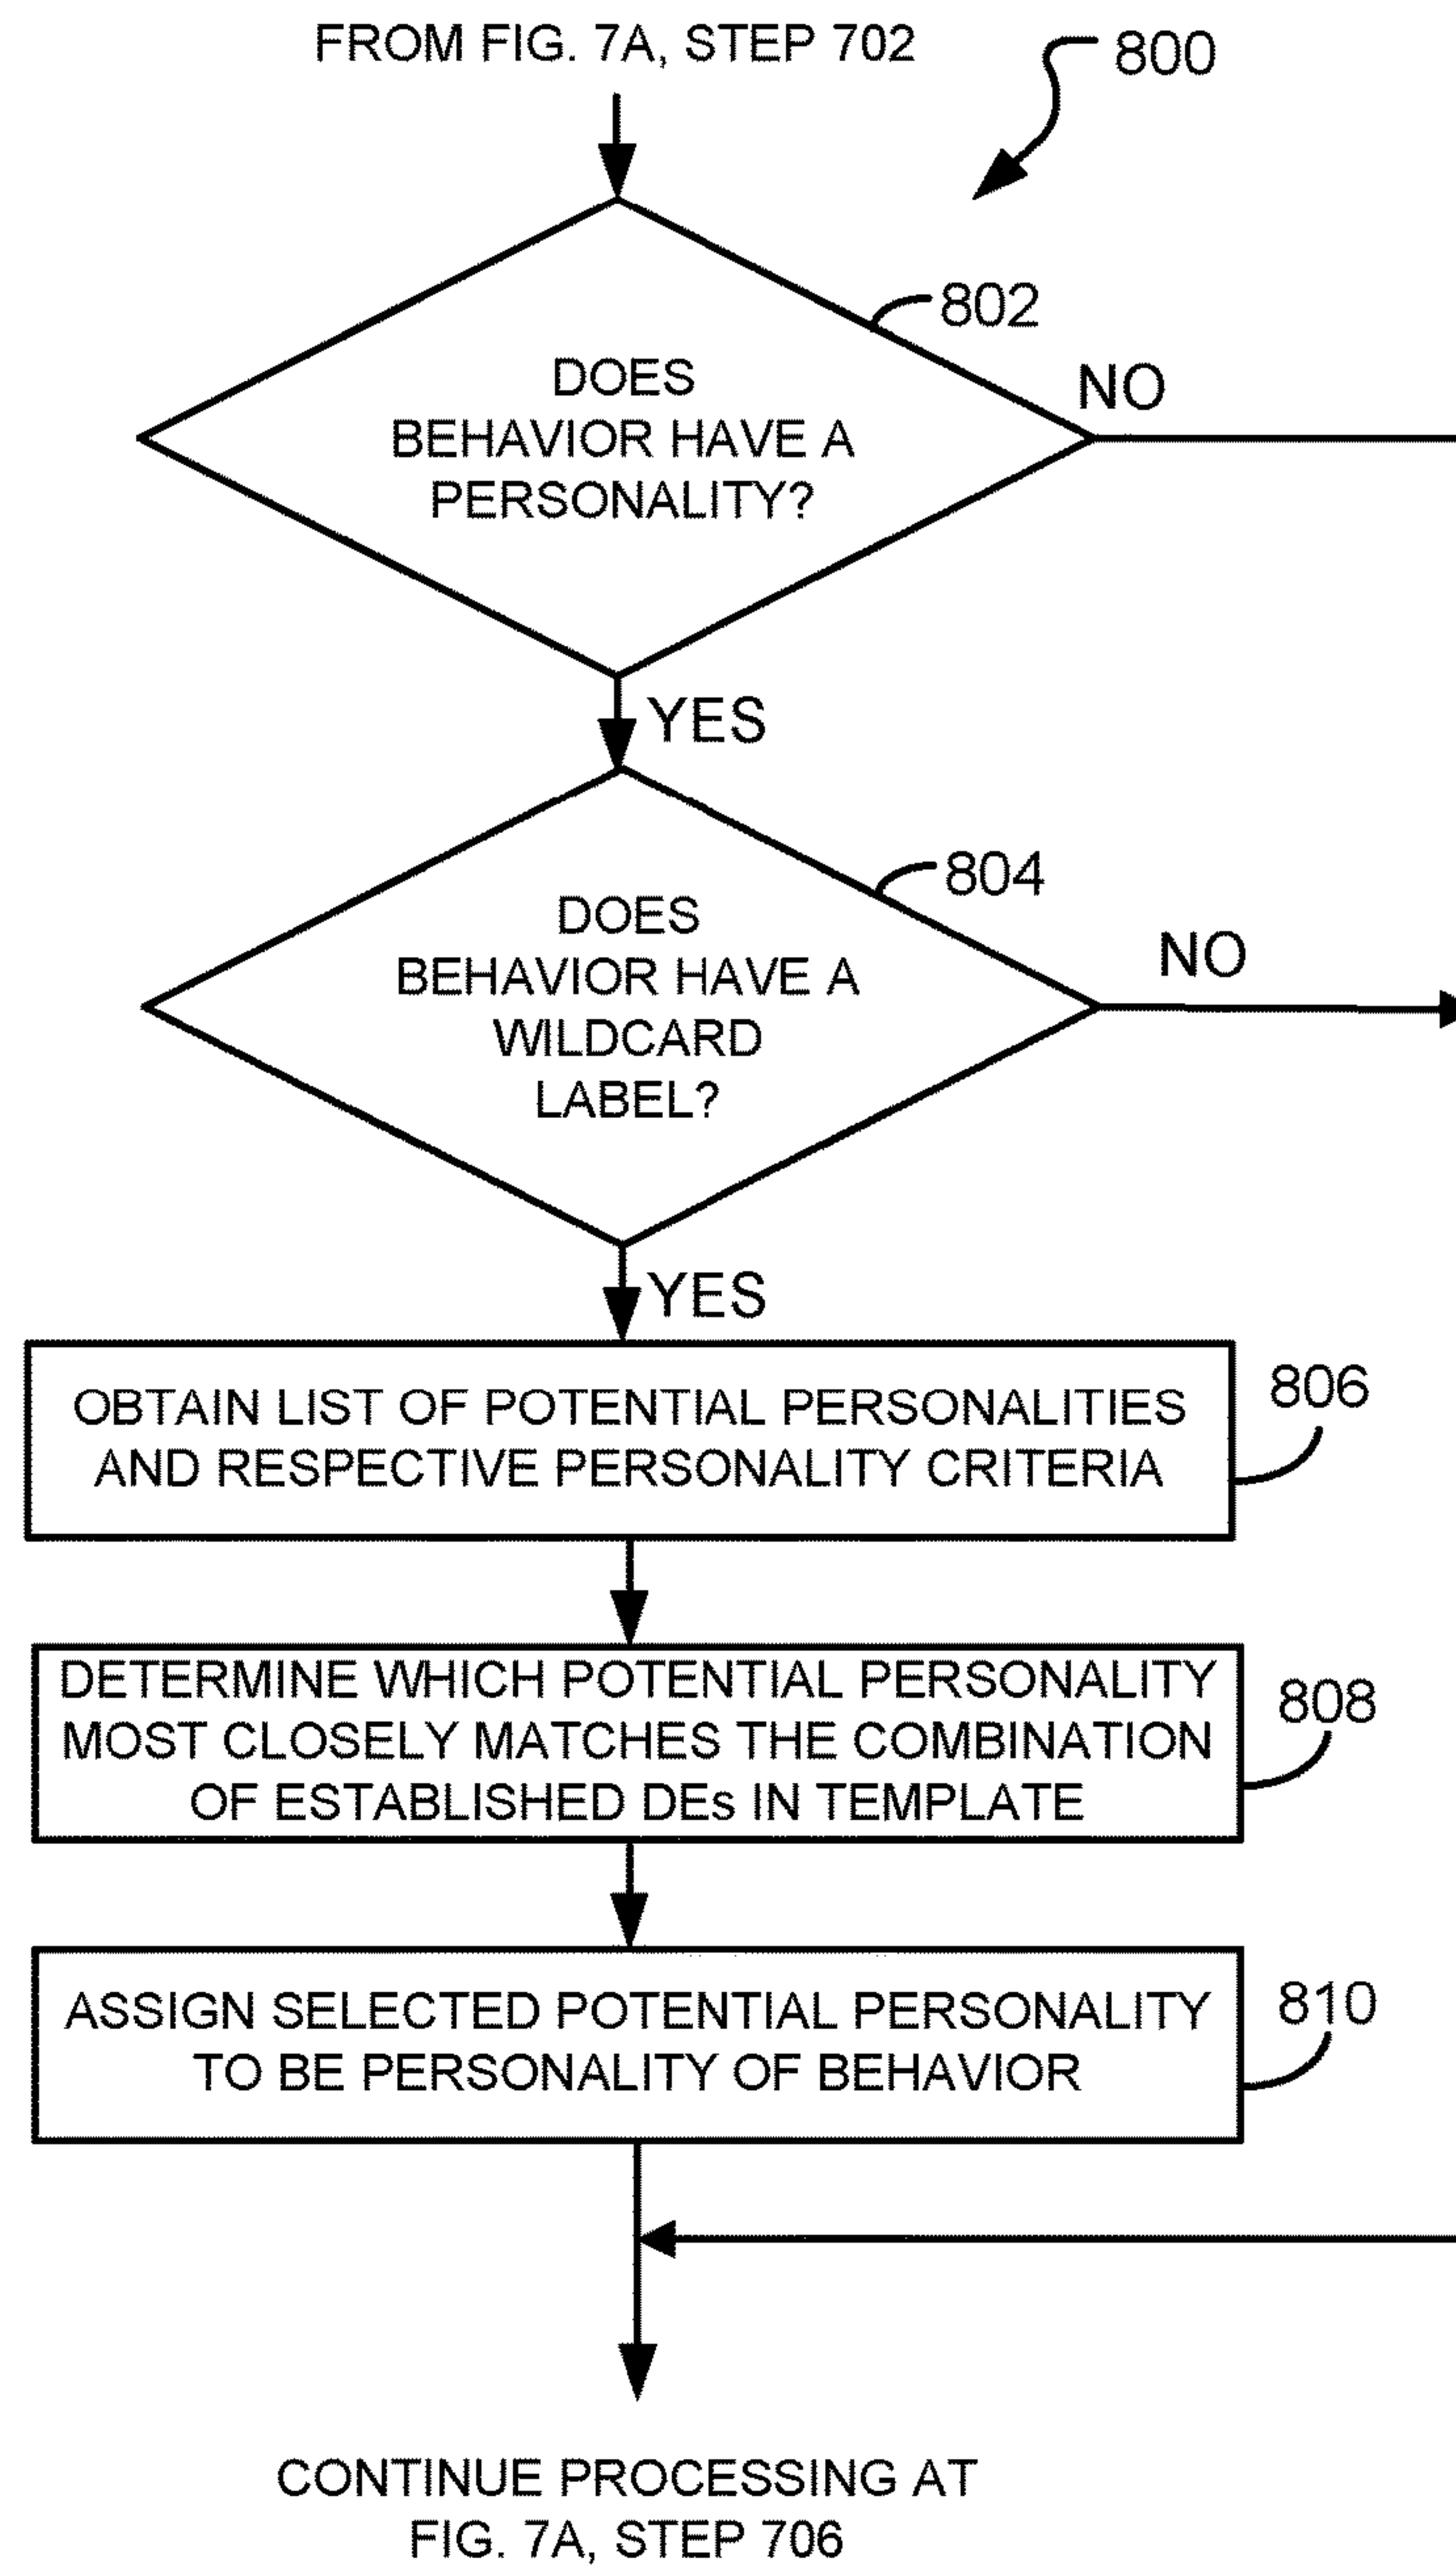 FROM FIG. 7A, STEP 702
800
802
DOES
BEHAVIOR HAVE A
PERSONALITY?
NO
YES
804
DOES
BEHAVIOR HAVE A
WILDCARD
LABEL?
NO
YES
OBTAIN LIST OF POTENTIAL PERSONALITIES
AND RESPECTIVE PERSONALITY CRITERIA
806
DETERMINE WHICH POTENTIAL PERSONALITY
MOST CLOSELY MATCHES THE COMBINATION
OF ESTABLISHED DEs IN TEMPLATE
808
ASSIGN SELECTED POTENTIAL PERSONALITY
TO BE PERSONALITY OF BEHAVIOR
810
CONTINUE PROCESSING AT
FIG. 7A, STEP 706